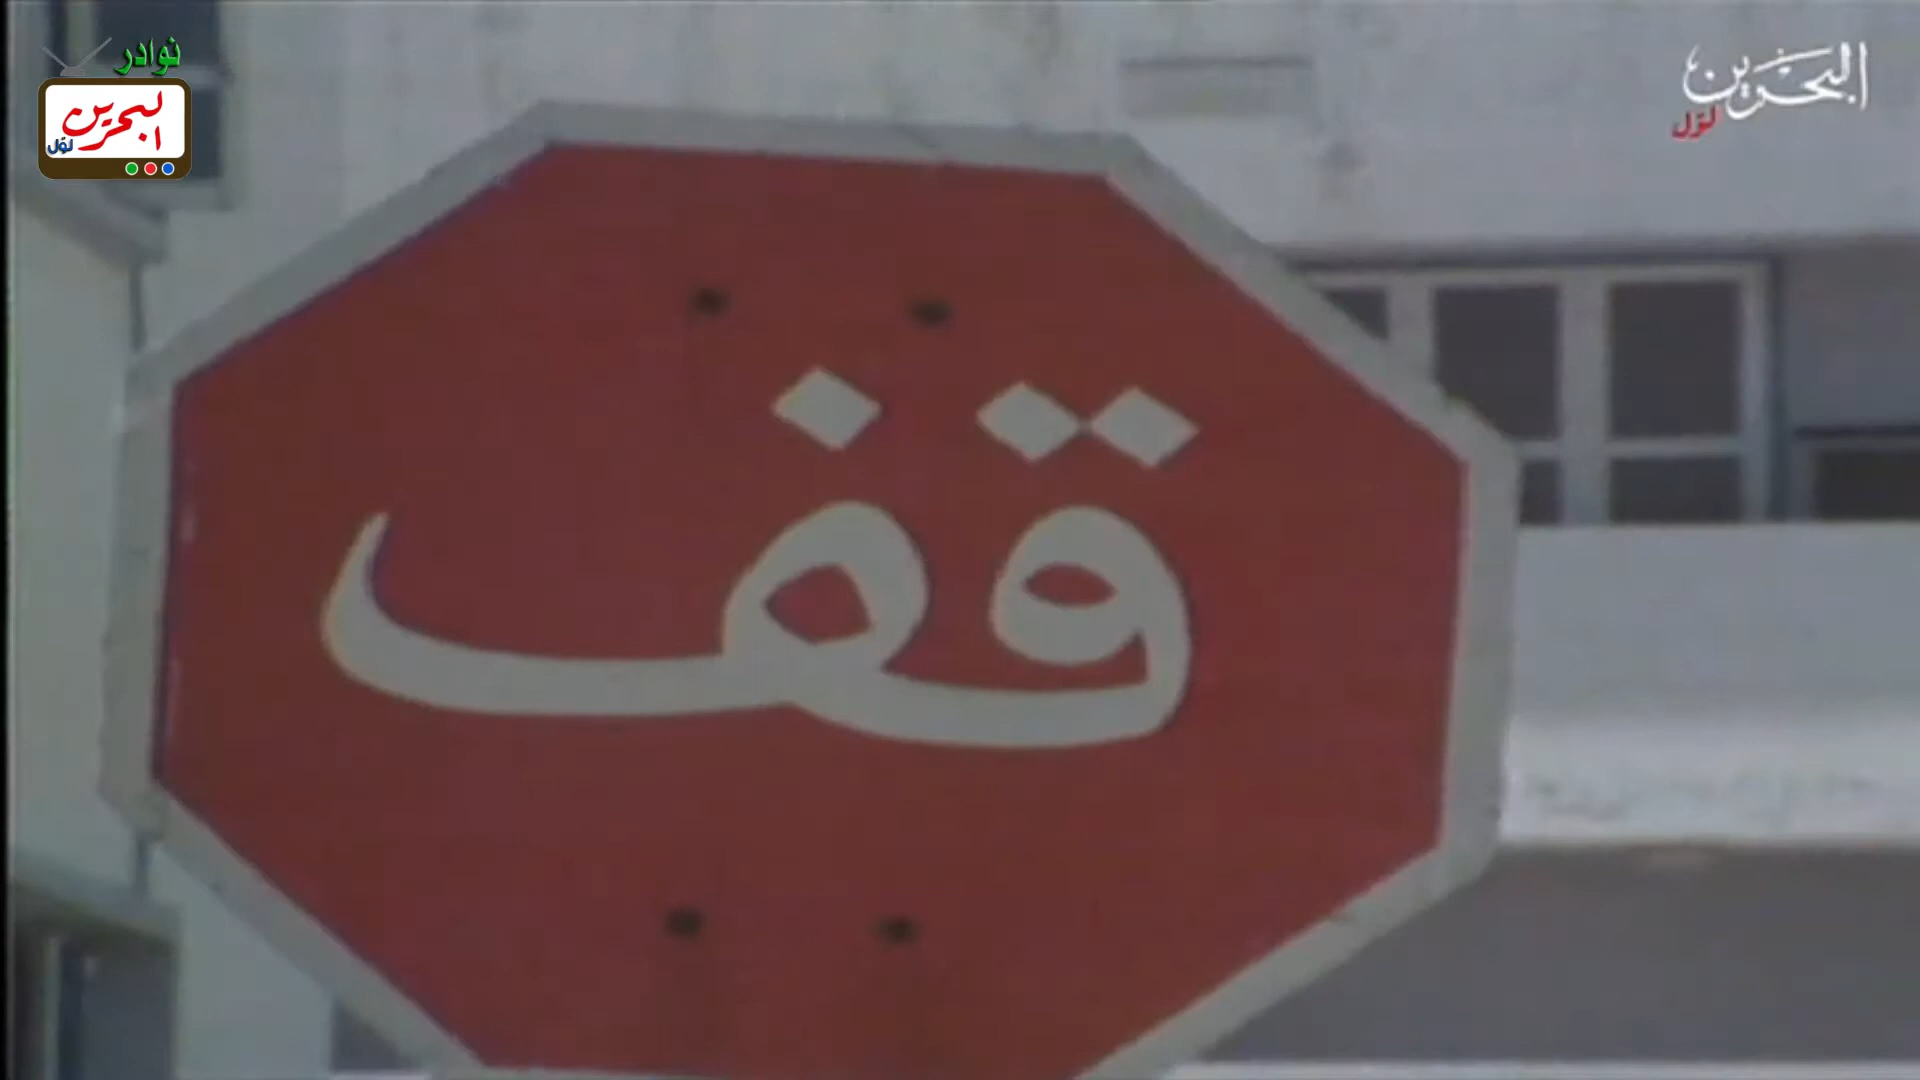 نوادر
البحرين
لوّل
البحرين
لوّل
قف